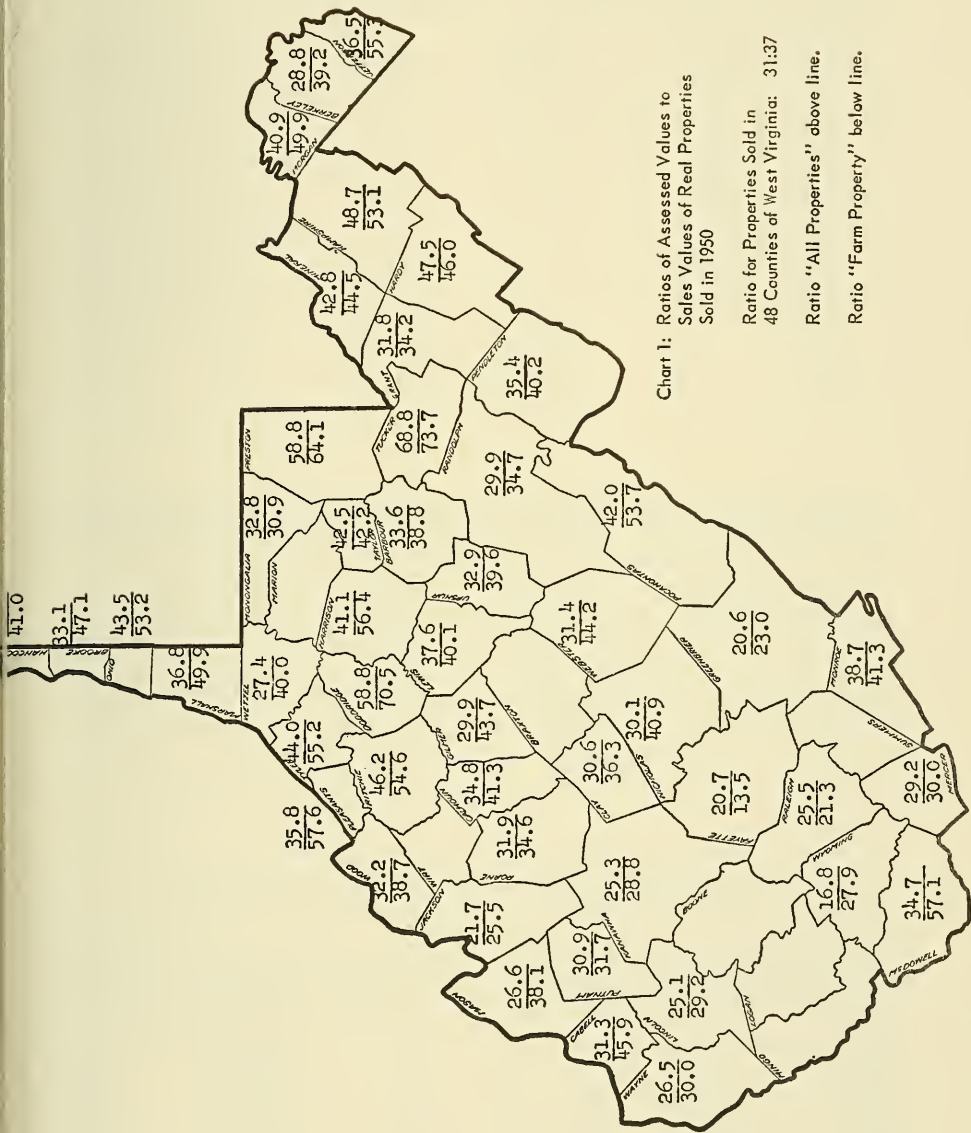 HANCOCK
41.0
33.1
47.1
BROOKE
43.5
53.2
OHIO
36.8
49.9
MARSHALL
WETZEL
27.4
40.0
MONONGALIA
32.8
30.9
PRESTON
58.8
64.1
MARION
42.5
42.2
TAYLOR
BARBOUR
33.6
38.8
HARRISON
41.1
56.4
DODDRIDGE
58.8
70.5
TYLER
44.0
55.2
PLEASANTS
35.8
57.6
RITCHIE
46.2
54.6
WOOD
32.2
38.7
WIRT
JACKSON
21.7
25.5
CALHOUN
34.8
41.3
GILMER
29.9
43.7
LEWIS
37.6
40.1
UPSHUR
32.9
39.6
TUCKER
68.8
73.7
RANDOLPH
29.9
34.7
GRANT
31.8
34.2
MINERAL
42.8
44.5
HAMPSHIRE
48.7
53.1
HARDY
47.5
46.0
PENDLETON
35.4
40.2
MORGAN
40.9
49.9
BERKELEY
28.8
39.2
JEFFERSON
36.5
55.3
POCAHONTAS
42.0
53.7
WEBSTER
31.4
44.2
BRAXTON
CLAY
30.6
36.3
NICHOLAS
30.1
40.9
ROANE
31.9
34.6
MASON
26.6
38.1
PUTNAM
30.9
31.7
KANAWHA
25.3
28.8
CABELL
31.3
45.9
WAYNE
26.5
30.0
LINCOLN
25.1
29.2
BOONE
LOGAN
MINGO
FAYETTE
20.7
13.5
GREENBRIER
20.6
23.0
MONROE
38.7
41.3
SUMMERS
RALEIGH
25.5
21.3
WYOMING
16.8
27.9
MERCER
29.2
30.0
McDOWELL
34.7
57.1
Chart 1: Ratios of Assessed Values to
Sales Values of Real Properties
Sold in 1950
Ratio for Properties Sold in
48 Counties of West Virginia: 31:37
Ratio "All Properties" above line.
Ratio "Farm Property" below line.